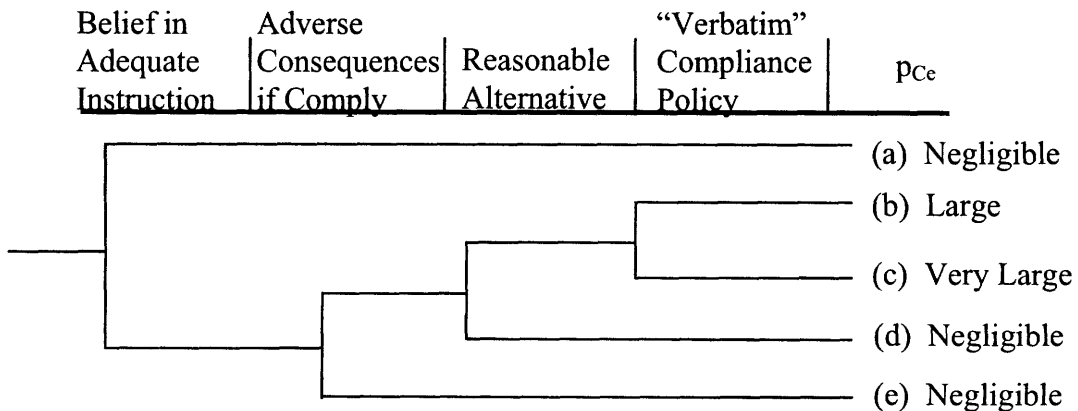 Belief in
Adequate
Instruction
Adverse
Consequences
if Comply
Reasonable
Alternative
“Verbatim”
Compliance
Policy
pCe
(a) Negligible
(b) Large
(c) Very Large
(d) Negligible
(e) Negligible